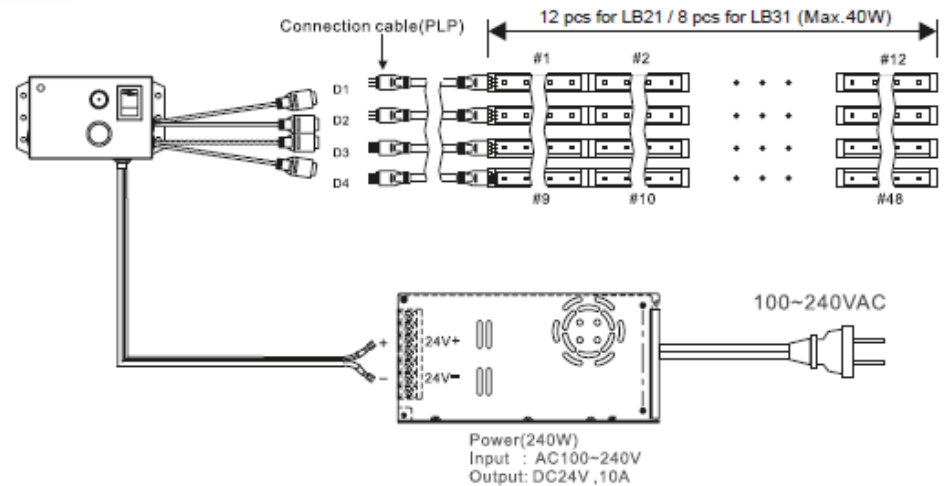 12 pcs for LB21 / 8 pcs for LB31 (Max.40W)
Connection cable(PLP)
#1
#2
#12
D1
D2
D3
D4
#9
#10
#48
100~240VAC
+
24V+
–
24V–
Power(240W)
Input : AC100~240V
Output: DC24V ,10A